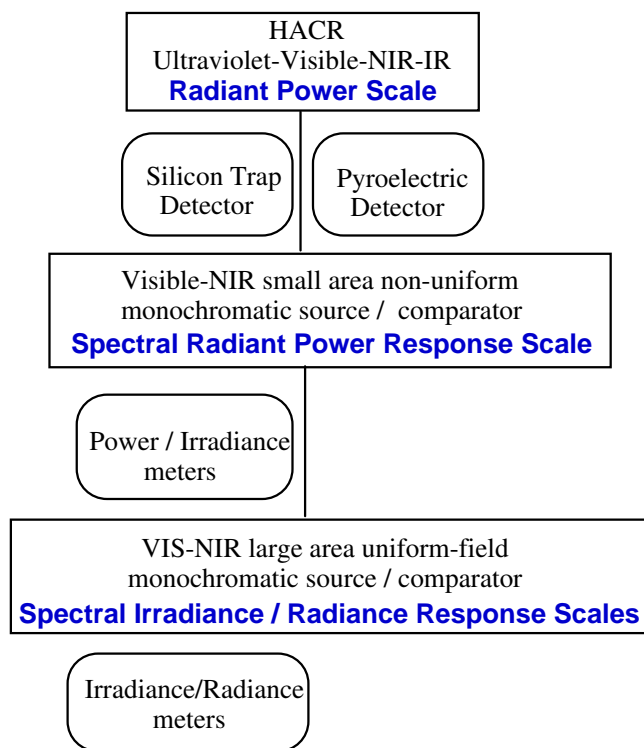 HACR
Ultraviolet-Visible-NIR-IR
Radiant Power Scale
Silicon Trap
Detector
Pyroelectric
Detector
Visible-NIR small area non-uniform
monochromatic source / comparator
Spectral Radiant Power Response Scale
Power / Irradiance
meters
VIS-NIR large area uniform-field
monochromatic source / comparator
Spectral Irradiance / Radiance Response Scales
Irradiance/Radiance
meters